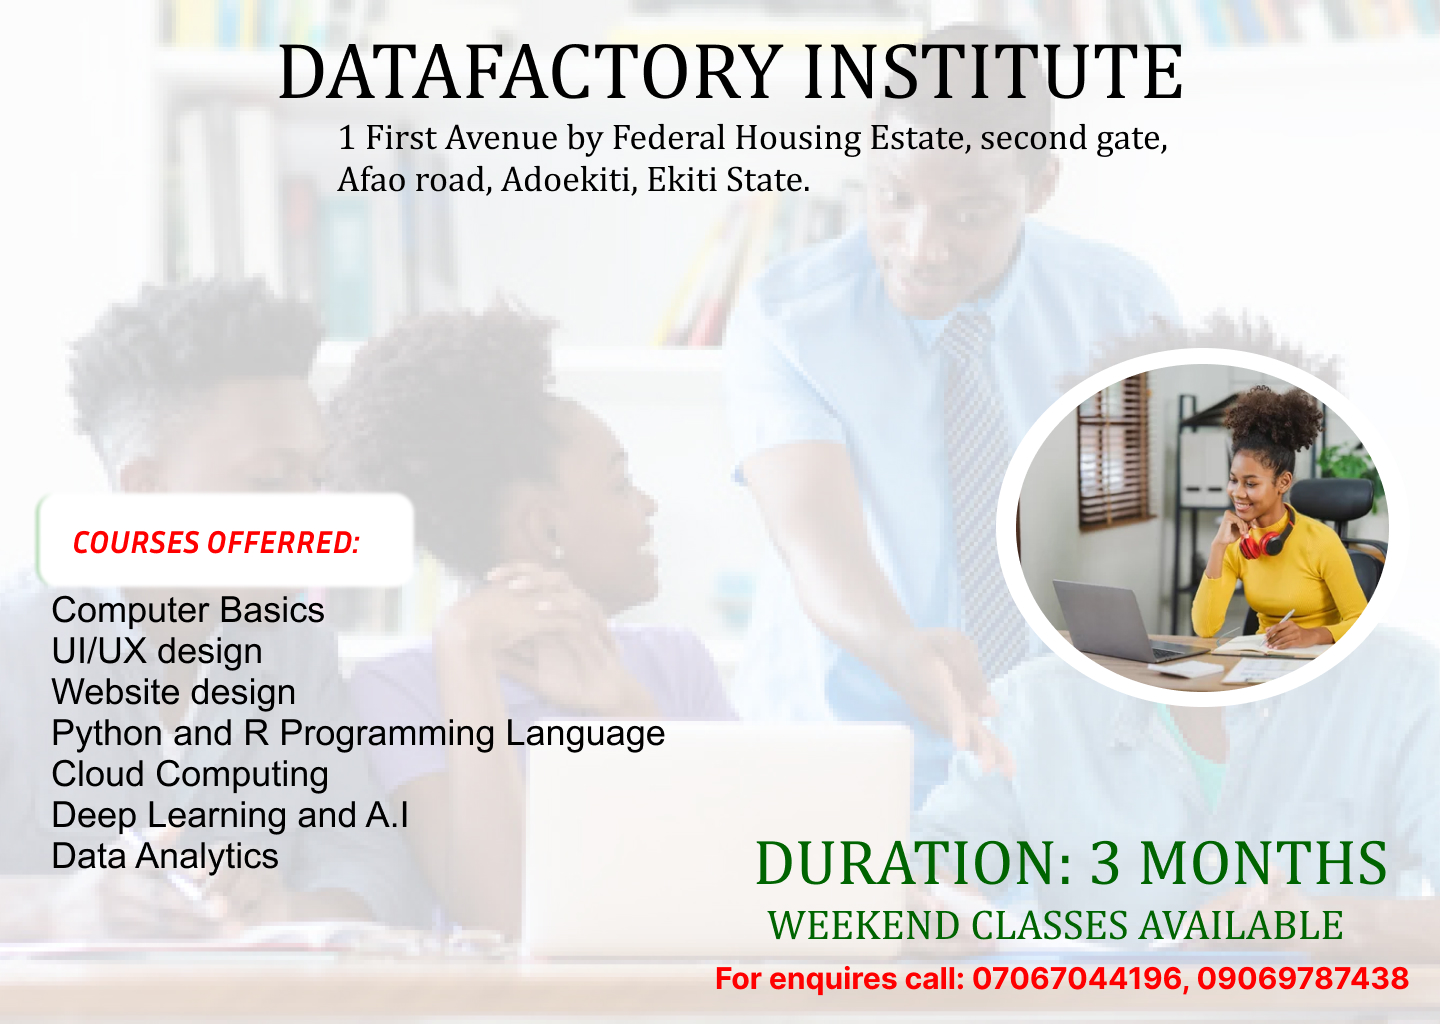 DATAFACTORY INSTITUTE
1 First Avenue by Federal Housing Estate, second gate,
Afao road, Adoekiti, Ekiti State.
COURSES OFFERRED:
Computer Basics
UI/UX design
Website design
Python and R Programming Language
Cloud Computing
Deep Learning and A.I
Data Analytics
DURATION: 3 MONTHS
WEEKEND CLASSES AVAILABLE
For enquires call: 07067044196, 09069787438